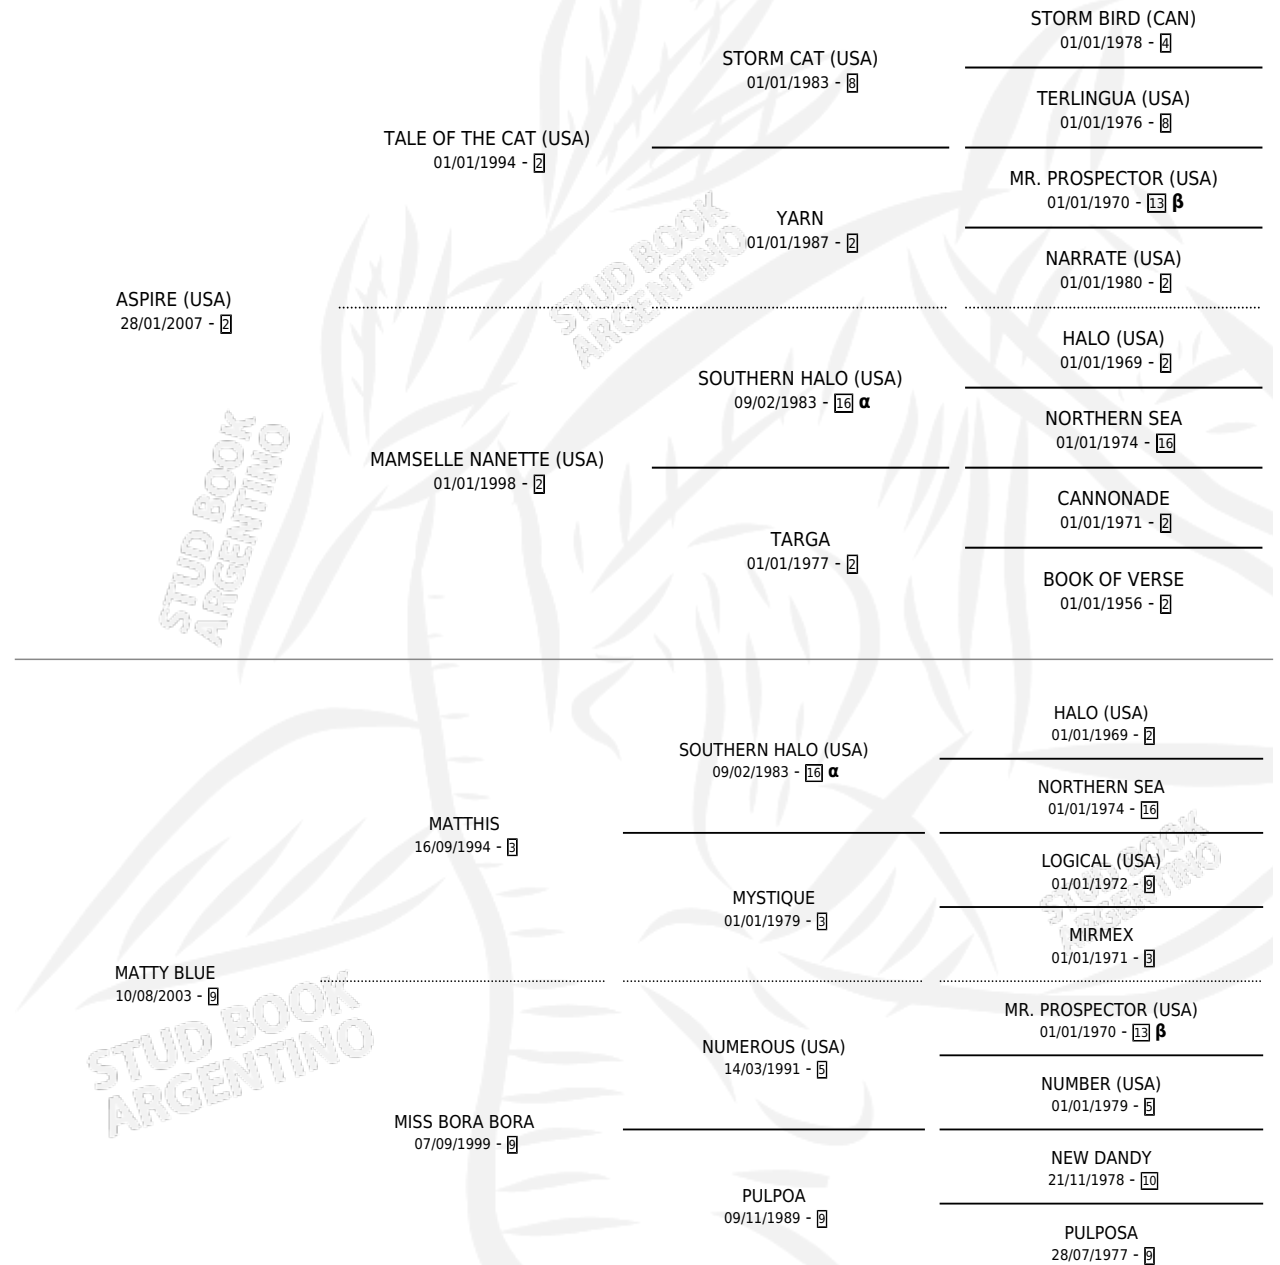 STORM BIRD (CAN)
01/01/1978 - 4
STORM CAT (USA)
01/01/1983 - 8
TERLINGUA (USA)
01/01/1976 - 8
TALE OF THE CAT (USA)
01/01/1994 - 2
MR. PROSPECTOR (USA)
01/01/1970 - 13 β
YARN
01/01/1987 - 2
NARRATE (USA)
01/01/1980 - 2
ASPIRE (USA)
28/01/2007 - 2
HALO (USA)
01/01/1969 - 2
SOUTHERN HALO (USA)
09/02/1983 - 16 α
NORTHERN SEA
01/01/1974 - 16
MAMSELLE NANETTE (USA)
01/01/1998 - 2
CANNONADE
01/01/1971 - 2
TARGA
01/01/1977 - 2
BOOK OF VERSE
01/01/1956 - 2
HALO (USA)
01/01/1969 - 2
SOUTHERN HALO (USA)
09/02/1983 - 16 α
NORTHERN SEA
01/01/1974 - 16
MATTHIS
16/09/1994 - 3
LOGICAL (USA)
01/01/1972 - 9
MYSTIQUE
01/01/1979 - 3
MIRMEX
01/01/1971 - 3
MATTY BLUE
10/08/2003 - 9
MR. PROSPECTOR (USA)
01/01/1970 - 13 β
NUMEROUS (USA)
14/03/1991 - 5
NUMBER (USA)
01/01/1979 - 5
MISS BORA BORA
07/09/1999 - 9
NEW DANDY
21/11/1978 - 10
PULPOA
09/11/1989 - 9
PULPOSA
28/07/1977 - 9
STUD BOOK
ARGENTINO
STUD BOOK
ARGENTINO
STUD BOOK
ARGENTINO
STUD BOOK
ARGENTINO